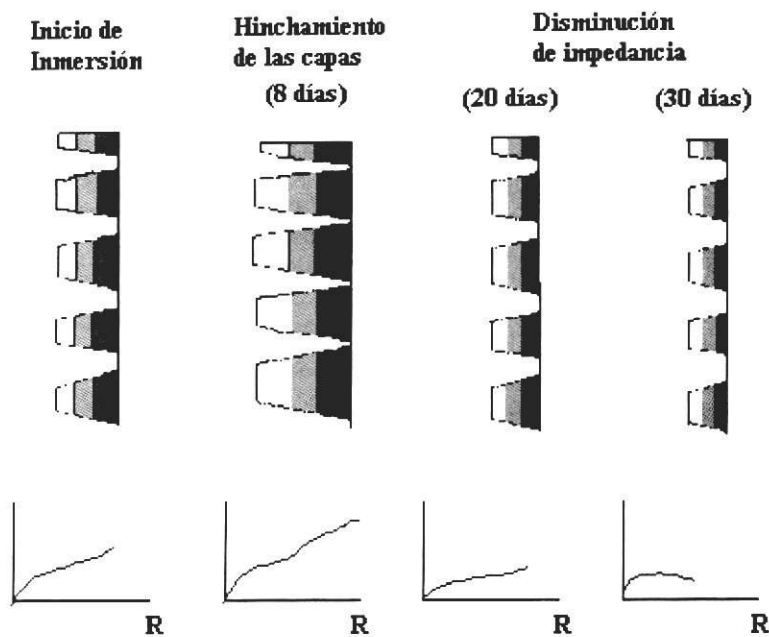 Inicio de
Inmersión
Hinchamiento
de las capas
(8 días)
Disminución
de impedancia
(20 días)
(30 días)
R
R
R
R